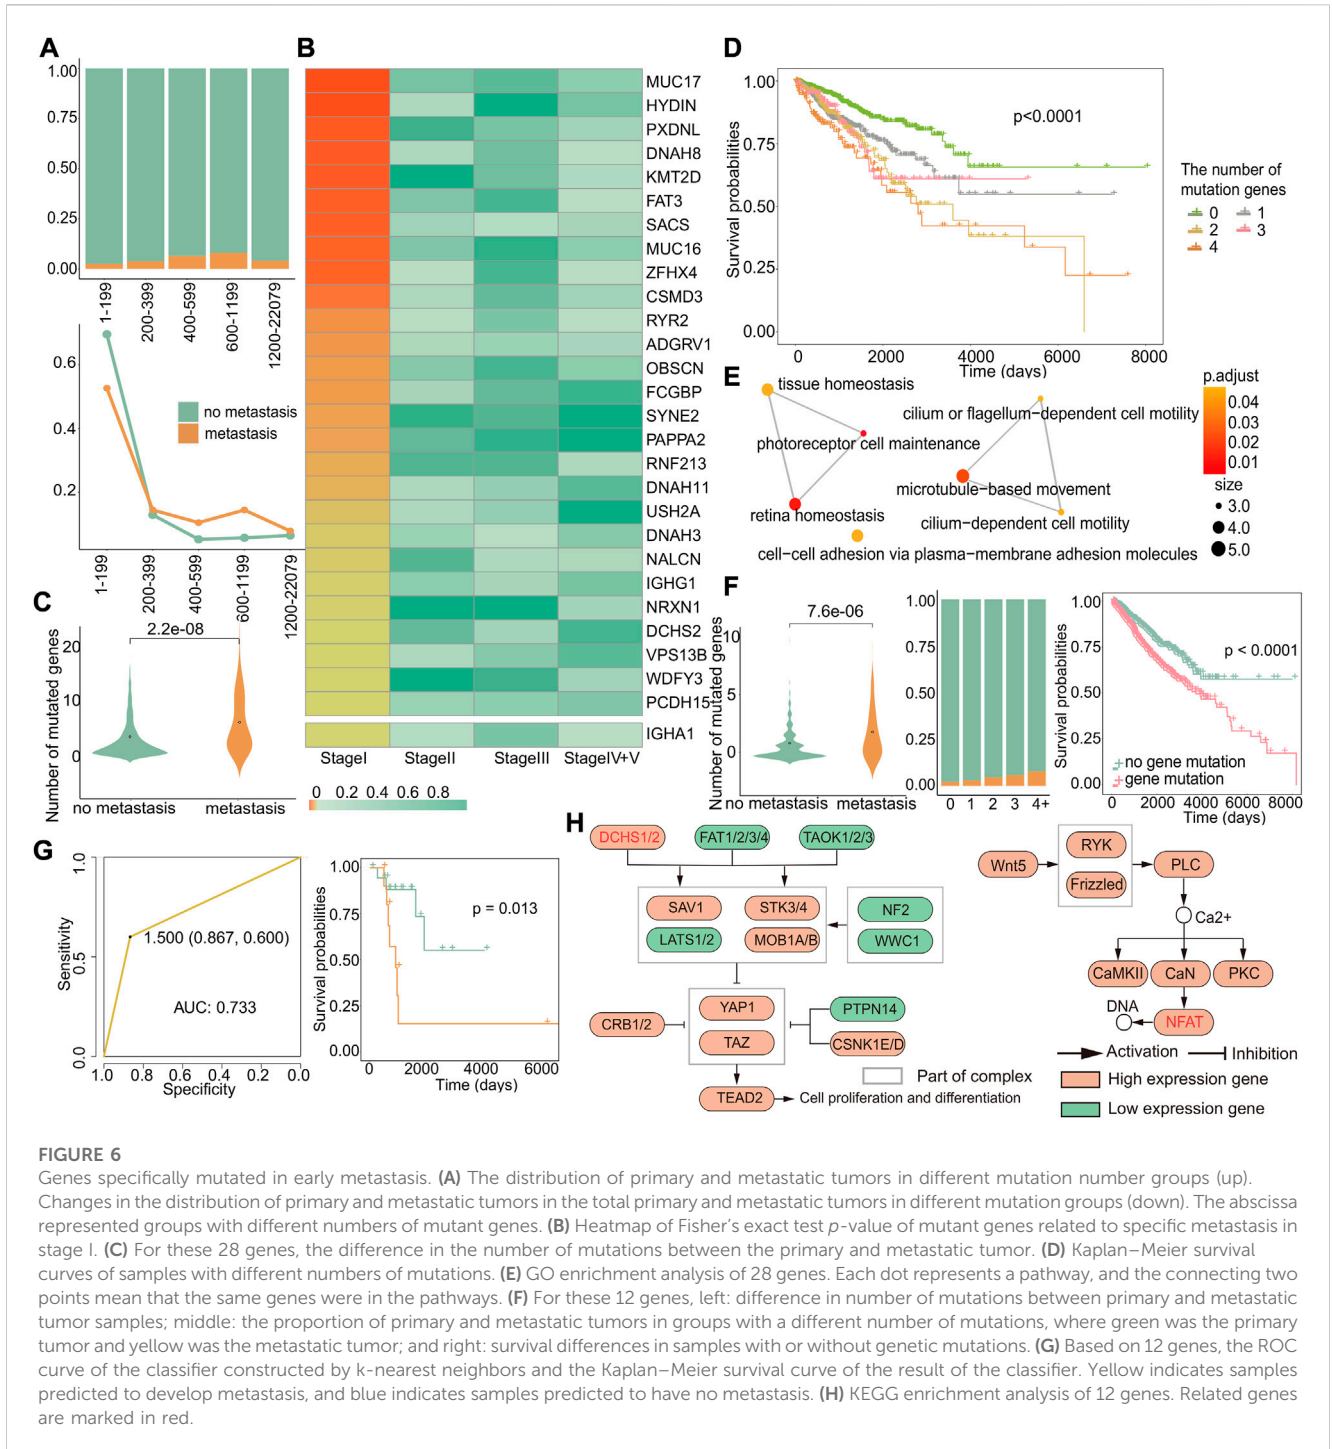 A
1.00
0.75
0.50
0.25
0.00
1-199
200-399
400-599
600-1199
1200-22079
0.6
0.4
0.2
no metastasis
metastasis
1-199
200-399
400-599
600-1199
1200-22079
B
MUC17
HYDIN
PXDNL
DNAH8
KMT2D
FAT3
SACS
MUC16
ZFHX4
CSMD3
RYR2
ADGRV1
OBSCN
FCGBP
SYNE2
PAPPA2
RNF213
DNAH11
USH2A
DNAH3
NALCN
IGHG1
NRXN1
DCHS2
VPS13B
WDFY3
PCDH15
IGHA1
StageI StageII StageIII StageIV+V
0 0.2 0.4 0.6 0.8
C
Number of mutated genes
20
10
0
2.2e-08
no metastasis metastasis
D
Survival probabilities
1.00
0.75
0.50
0.25
0.00
p<0.0001
0 2000 4000 6000 8000
Time (days)
The number of
mutation genes
0 1
2 3
4
E
tissue homeostasis
cilium or flagellum−dependent cell motility
photoreceptor cell maintenance
microtubule−based movement
retina homeostasis
cilium−dependent cell motility
cell−cell adhesion via plasma−membrane adhesion molecules
p.adjust
0.04
0.03
0.02
0.01
size
3.0
4.0
5.0
F
Number of mutated genes
10
5
0
7.6e-06
no metastasis metastasis
1.00
0.75
0.50
0.25
0.00
0 1 2 3 4+
Survival probabilities
1.00
0.75
0.50
0.25
0.00
p < 0.0001
no gene mutation
gene mutation
0 2000 4000 6000 8000
Time (days)
G
Sensitivity
1.0
0.5
0.0
1.500 (0.867, 0.600)
AUC: 0.733
1.0 0.8 0.6 0.4 0.2 0.0
Specificity
Survival probabilities
1.00
0.75
0.50
0.25
0.00
p = 0.013
0 2000 4000 6000
Time (days)
H
DCHS1/2 FAT1/2/3/4 TAOK1/2/3
SAV1 STK3/4 NF2
LATS1/2 MOB1A/B WWC1
YAP1 PTPN14
CRB1/2
TAZ CSNK1E/D
TEAD2 Cell proliferation and differentiation
Part of complex
Wnt5 RYK PLC
Frizzled
Ca2+
CaMKII CaN PKC
DNA
NFAT
Activation Inhibition
High expression gene
Low expression gene
FIGURE 6
Genes specifically mutated in early metastasis. (A) The distribution of primary and metastatic tumors in different mutation number groups (up).
Changes in the distribution of primary and metastatic tumors in the total primary and metastatic tumors in different mutation groups (down). The abscissa
represented groups with different numbers of mutant genes. (B) Heatmap of Fisher's exact test p-value of mutant genes related to specific metastasis in
stage I. (C) For these 28 genes, the difference in the number of mutations between the primary and metastatic tumor. (D) Kaplan–Meier survival
curves of samples with different numbers of mutations. (E) GO enrichment analysis of 28 genes. Each dot represents a pathway, and the connecting two
points mean that the same genes were in the pathways. (F) For these 12 genes, left: difference in number of mutations between primary and metastatic
tumor samples; middle: the proportion of primary and metastatic tumors in groups with a different number of mutations, where green was the primary
tumor and yellow was the metastatic tumor; and right: survival differences in samples with or without genetic mutations. (G) Based on 12 genes, the ROC
curve of the classifier constructed by k-nearest neighbors and the Kaplan–Meier survival curve of the result of the classifier. Yellow indicates samples
predicted to develop metastasis, and blue indicates samples predicted to have no metastasis. (H) KEGG enrichment analysis of 12 genes. Related genes
are marked in red.